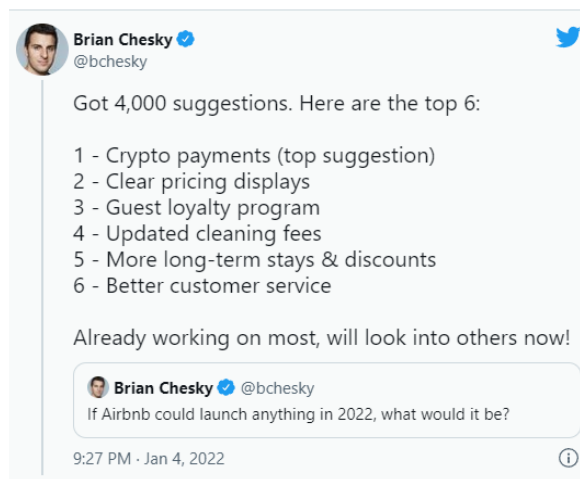 Brian Chesky
@bchesky
Got 4,000 suggestions. Here are the top 6:
1 - Crypto payments (top suggestion)
2 - Clear pricing displays
3 - Guest loyalty program
4 - Updated cleaning fees
5 - More long-term stays & discounts
6 - Better customer service
Already working on most, will look into others now!
Brian Chesky @bchesky
If Airbnb could launch anything in 2022, what would it be?
9:27 PM · Jan 4, 2022